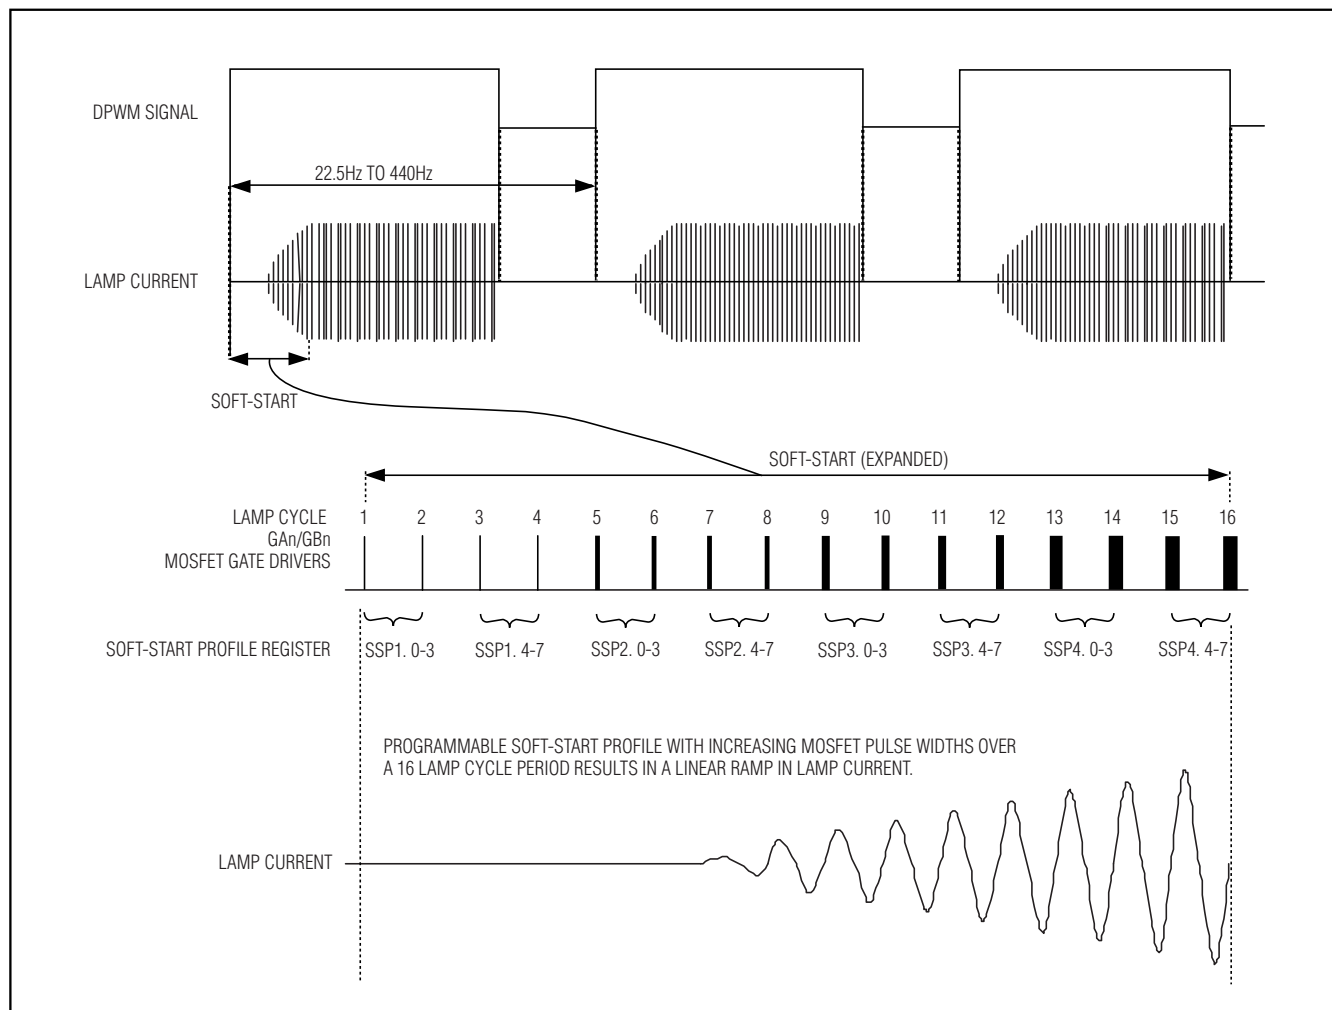 DPWM SIGNAL
22.5Hz TO 440Hz
LAMP CURRENT
SOFT-START
SOFT-START (EXPANDED)
LAMP CYCLE 1 2 3 4 5 6 7 8 9 10 11 12 13 14 15 16
GAn/GBn
MOSFET GATE DRIVERS
SOFT-START PROFILE REGISTER SSP1. 0-3 SSP1. 4-7 SSP2. 0-3 SSP2. 4-7 SSP3. 0-3 SSP3. 4-7 SSP4. 0-3 SSP4. 4-7
PROGRAMMABLE SOFT-START PROFILE WITH INCREASING MOSFET PULSE WIDTHS OVER
A 16 LAMP CYCLE PERIOD RESULTS IN A LINEAR RAMP IN LAMP CURRENT.
LAMP CURRENT